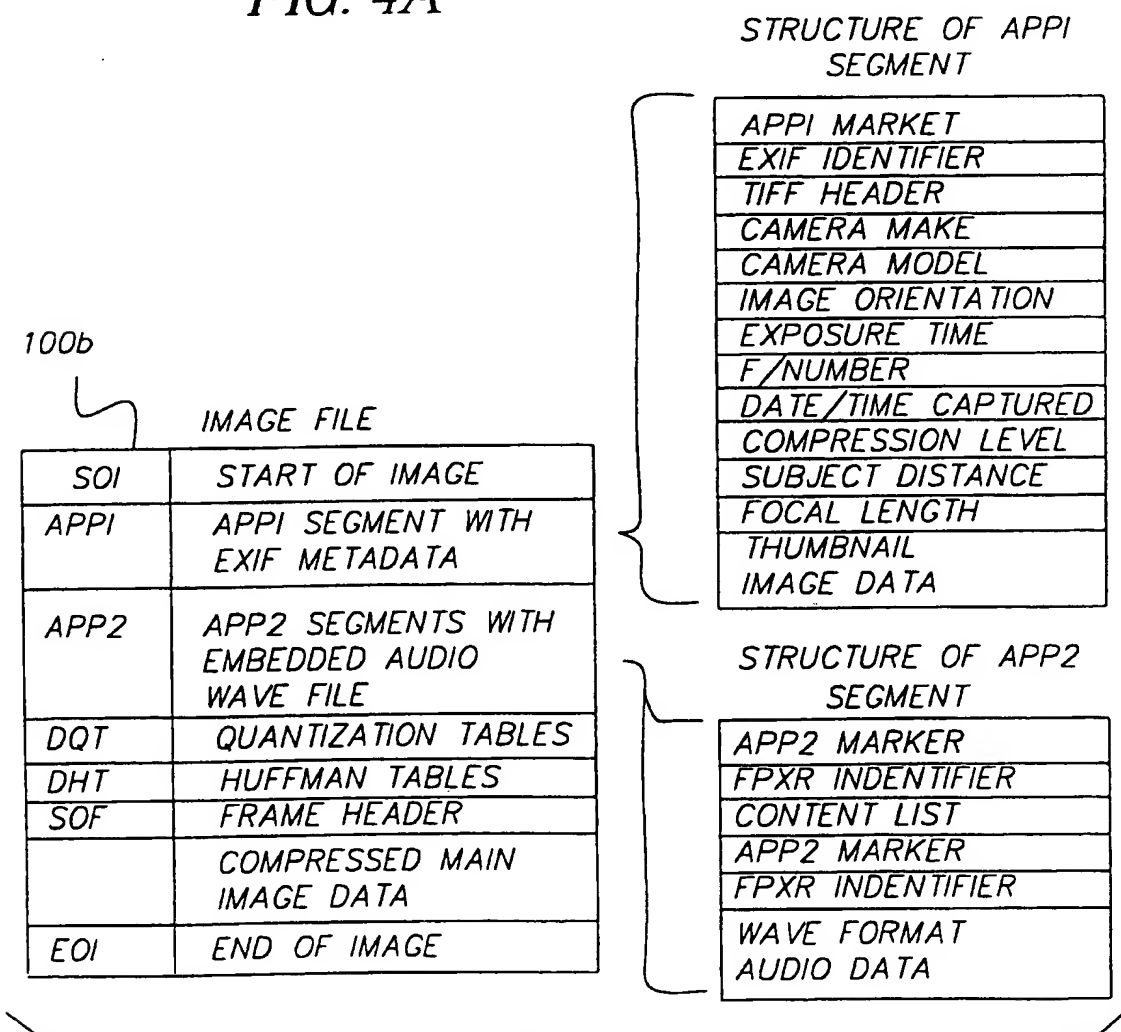 FIG. 4A
STRUCTURE OF APP1
SEGMENT
APP1 MARKET
EXIF IDENTIFIER
TIFF HEADER
CAMERA MAKE
CAMERA MODEL
IMAGE ORIENTATION
EXPOSURE TIME
F/NUMBER
DATE/TIME CAPTURED
COMPRESSION LEVEL
SUBJECT DISTANCE
FOCAL LENGTH
THUMBNAIL
IMAGE DATA
100b
IMAGE FILE
SOI START OF IMAGE
APP1 APP1 SEGMENT WITH
EXIF METADATA
APP2 APP2 SEGMENTS WITH
EMBEDDED AUDIO
WAVE FILE
DQT QUANTIZATION TABLES
DHT HUFFMAN TABLES
SOF FRAME HEADER
COMPRESSED MAIN
IMAGE DATA
EOI END OF IMAGE
STRUCTURE OF APP2
SEGMENT
APP2 MARKER
FPXR INDENTIFIER
CONTENT LIST
APP2 MARKER
FPXR INDENTIFIER
WAVE FORMAT
AUDIO DATA